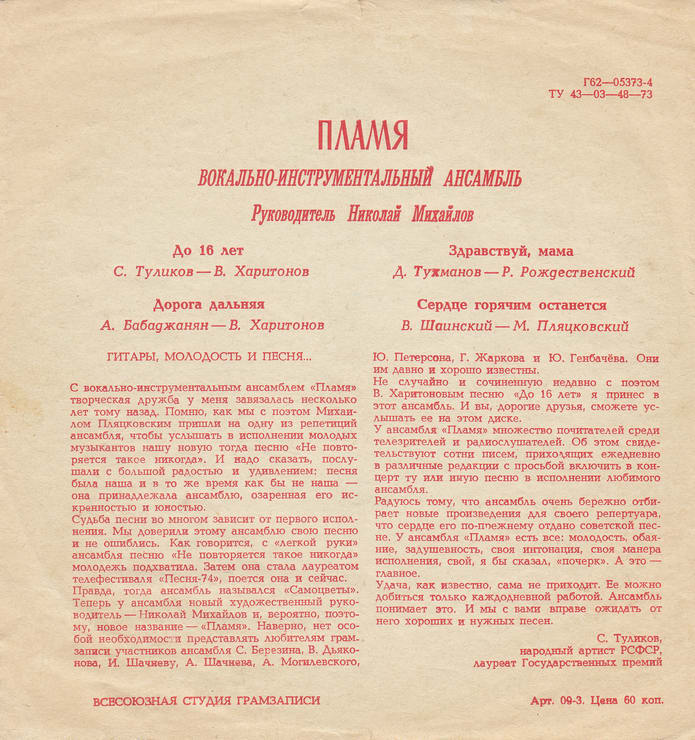 Г62—05373-4
ТУ 43—03—48—73
ПЛАМЯ
ВОКАЛЬНО-ИНСТРУМЕНТАЛЬНЫЙ АНСАМБЛЬ
Руководитель Николай Михайлов
До 16 лет
С. Туликов — В. Харитонов
Дорога дальняя
А. Бабаджанян — В. Харитонов
Здравствуй, мама
Д. Тухманов — Р. Рождественский
Сердце горячим останется
В. Шаинский — М. Пляцковский
ГИТАРЫ, МОЛОДОСТЬ И ПЕСНЯ...
С вокально-инструментальным ансамблем «Пламя»
творческая дружба у меня завязалась несколько
лет тому назад. Помню, как мы с поэтом Михаи-
лом Пляцковским пришли на одну из репетиций
ансамбля, чтобы услышать в исполнении молодых
музыкантов нашу новую тогда песню «Не повто-
ряется такое никогда». И надо сказать, послу-
шали с большой радостью и удивлением: песня
была наша и в то же время как бы не наша —
она принадлежала ансамблю, озаренная его ис-
кренностью и юностью.
Судьба песни во многом зависит от первого испол-
нения. Мы доверили этому ансамблю свою песню
и не ошиблись. Как говорится, с «легкой руки»
ансамбля песню «Не повторяется такое никогда»
молодежь подхватила. Затем она стала лауреатом
телефестиваля «Песня-74», поется она и сейчас.
Правда, тогда ансамбль назывался «Самоцветы».
Теперь у ансамбля новый художественный руко-
водитель — Николай Михайлов и, вероятно, поэто-
му, новое название — «Пламя». Наверно, нет осо-
бой необходимости представлять любителям грам-
записи участников ансамбля С. Березина, В. Дьяко-
нова, И. Шачневу, А. Шачнева, А. Могилевского,
Ю. Петерсона, Г. Жаркова и Ю. Генбачёва. Они
им давно и хорошо известны.
Не случайно и сочиненную недавно с поэтом
В. Харитоновым песню «До 16 лет» я принес в
этот ансамбль. И вы, дорогие друзья, сможете ус-
лышать ее на этом диске.
У ансамбля «Пламя» множество почитателей среди
телезрителей и радиослушателей. Об этом свиде-
тельствуют сотни писем, приходящих ежедневно
в различные редакции с просьбой включить в кон-
церт ту или иную песню в исполнении любимого
ансамбля.
Радуюсь тому, что ансамбль очень бережно отби-
рает новые произведения для своего репертуара,
что сердце его по-пчежнему отдано советской пес-
не. У ансамбля «Пламя» есть все: молодость, обая-
ние, задушевность, своя интонация, своя манера
исполнения, свой, я бы сказал, «почерк». А это —
главное.
Удача, как известно, сама не приходит. Ее можно
добиться только каждодневной работой. Ансамбль
понимает это. И мы с вами вправе ожидать от
него хороших и нужных песен.
С. Туликов,
народный артист РСФСР,
лауреат Государственных премий
ВСЕСОЮЗНАЯ СТУДИЯ ГРАМЗАПИСИ
Арт. 09-3. Цена 60 коп.